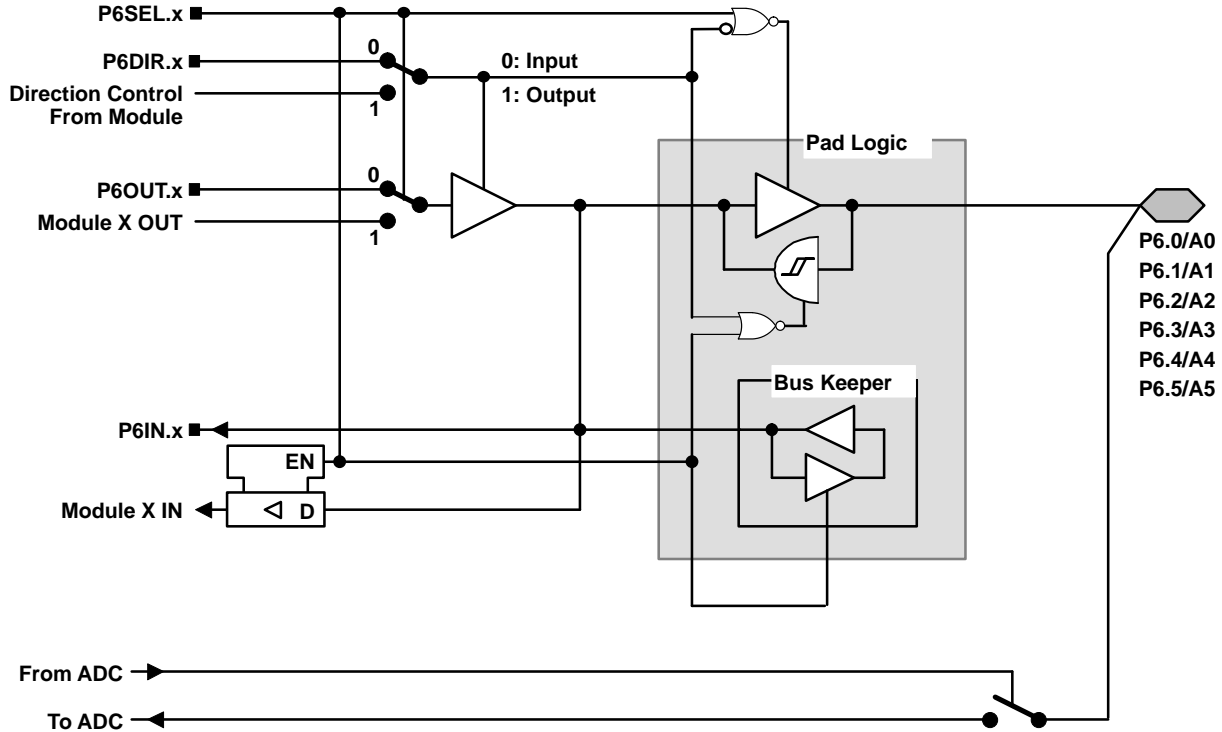 P6SEL.x
P6DIR.x
0
0: Input
Direction Control
From Module
1
1: Output
Pad Logic
P6OUT.x
0
Module X OUT
1
P6.0/A0
P6.1/A1
P6.2/A2
P6.3/A3
P6.4/A4
P6.5/A5
Bus Keeper
P6IN.x
EN
Module X IN
D
From ADC
To ADC